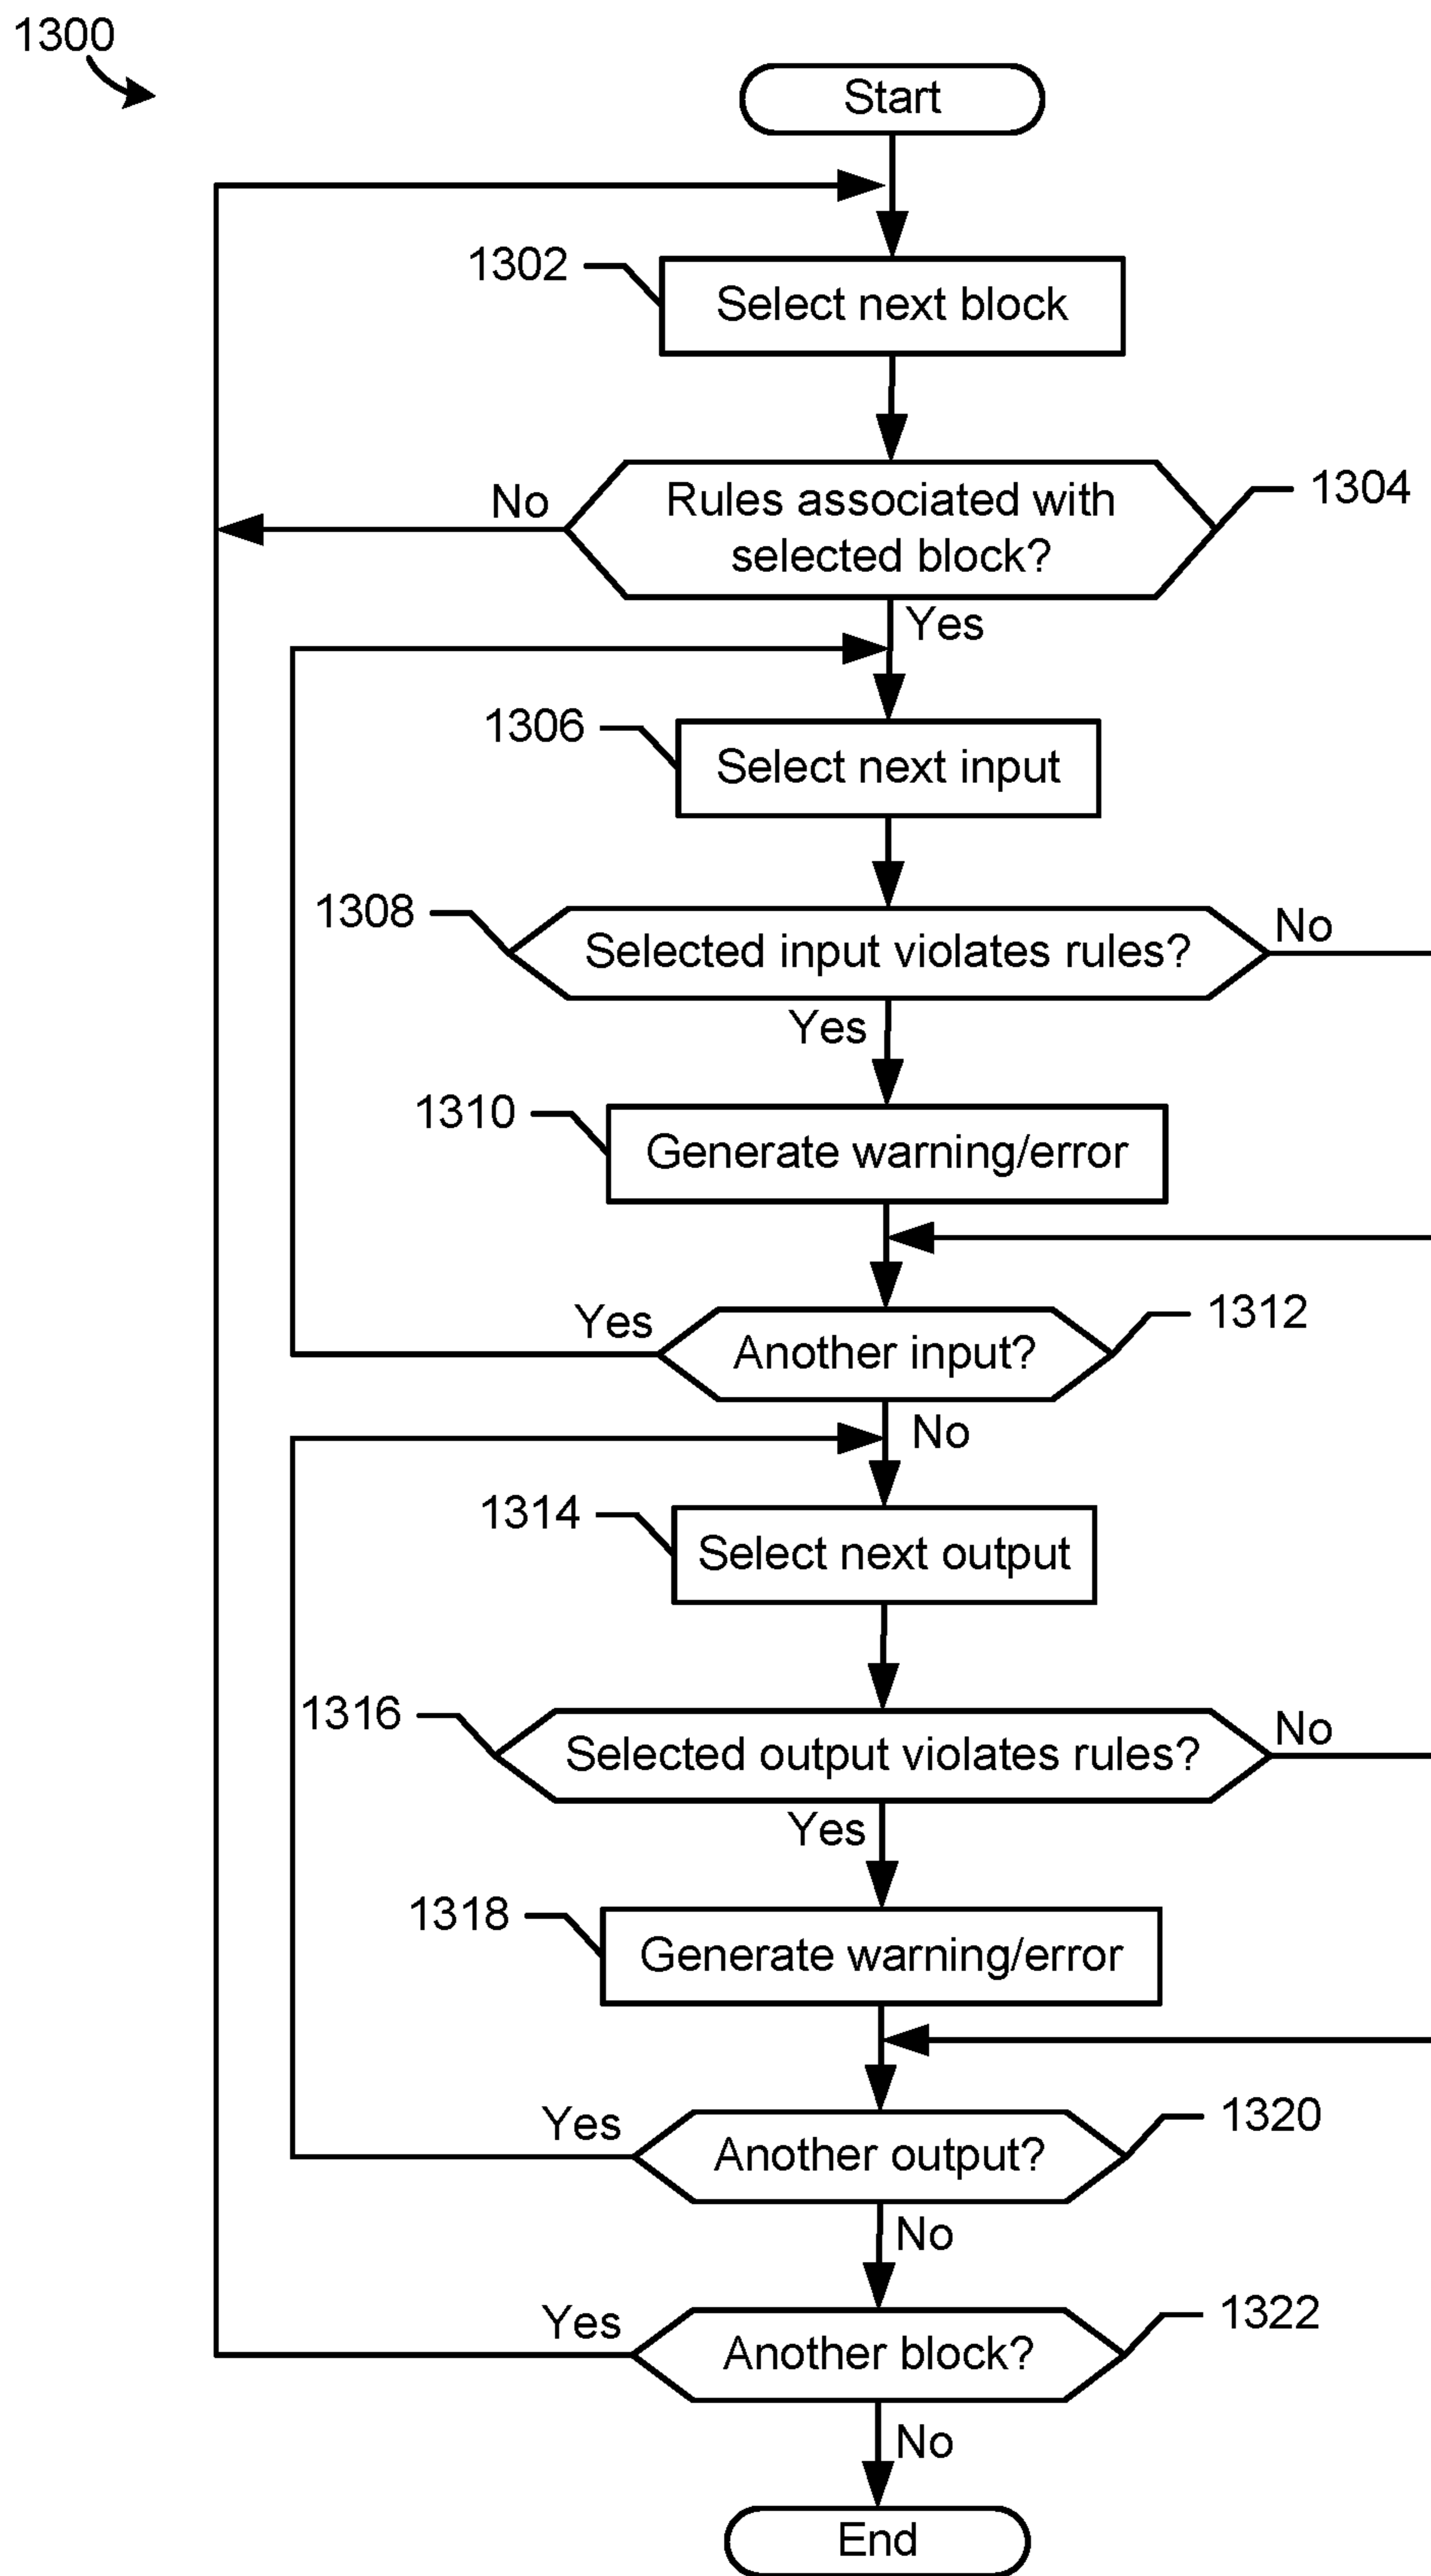 1300
Start
1302
Select next block
1304
Rules associated with
selected block?
No
Yes
1306
Select next input
1308
Selected input violates rules?
No
Yes
1310
Generate warning/error
1312
Another input?
Yes
No
1314
Select next output
1316
Selected output violates rules?
No
Yes
1318
Generate warning/error
1320
Another output?
Yes
No
1322
Another block?
Yes
No
End